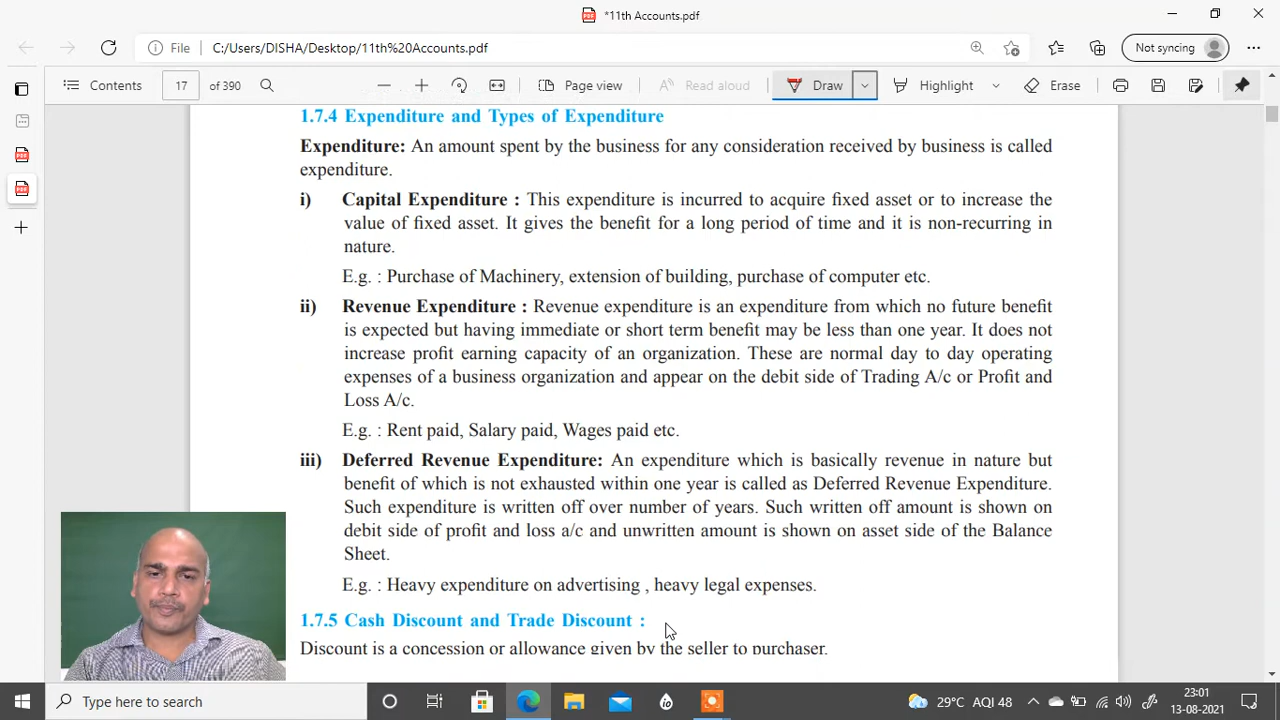 *11th Accounts.pdf
File
C:/Users/DISHA/Desktop/11th%20Accounts.pdf
Not syncing
Contents
17
of 390
Page view
Read aloud
Draw
Highlight
Erase
1.7.4 Expenditure and Types of Expenditure
Expenditure: An amount spent by the business for any consideration received by business is called
expenditure.
i) Capital Expenditure : This expenditure is incurred to acquire fixed asset or to increase the
value of fixed asset. It gives the benefit for a long period of time and it is non-recurring in
nature.
E.g. : Purchase of Machinery, extension of building, purchase of computer etc.
ii) Revenue Expenditure : Revenue expenditure is an expenditure from which no future benefit
is expected but having immediate or short term benefit may be less than one year. It does not
increase profit earning capacity of an organization. These are normal day to day operating
expenses of a business organization and appear on the debit side of Trading A/c or Profit and
Loss A/c.
E.g. : Rent paid, Salary paid, Wages paid etc.
iii) Deferred Revenue Expenditure: An expenditure which is basically revenue in nature but
benefit of which is not exhausted within one year is called as Deferred Revenue Expenditure.
Such expenditure is written off over number of years. Such written off amount is shown on
debit side of profit and loss a/c and unwritten amount is shown on asset side of the Balance
Sheet.
E.g. : Heavy expenditure on advertising , heavy legal expenses.
1.7.5 Cash Discount and Trade Discount :
Discount is a concession or allowance given by the seller to purchaser.
Type here to search
29°C AQI 48
23:01
13-08-2021